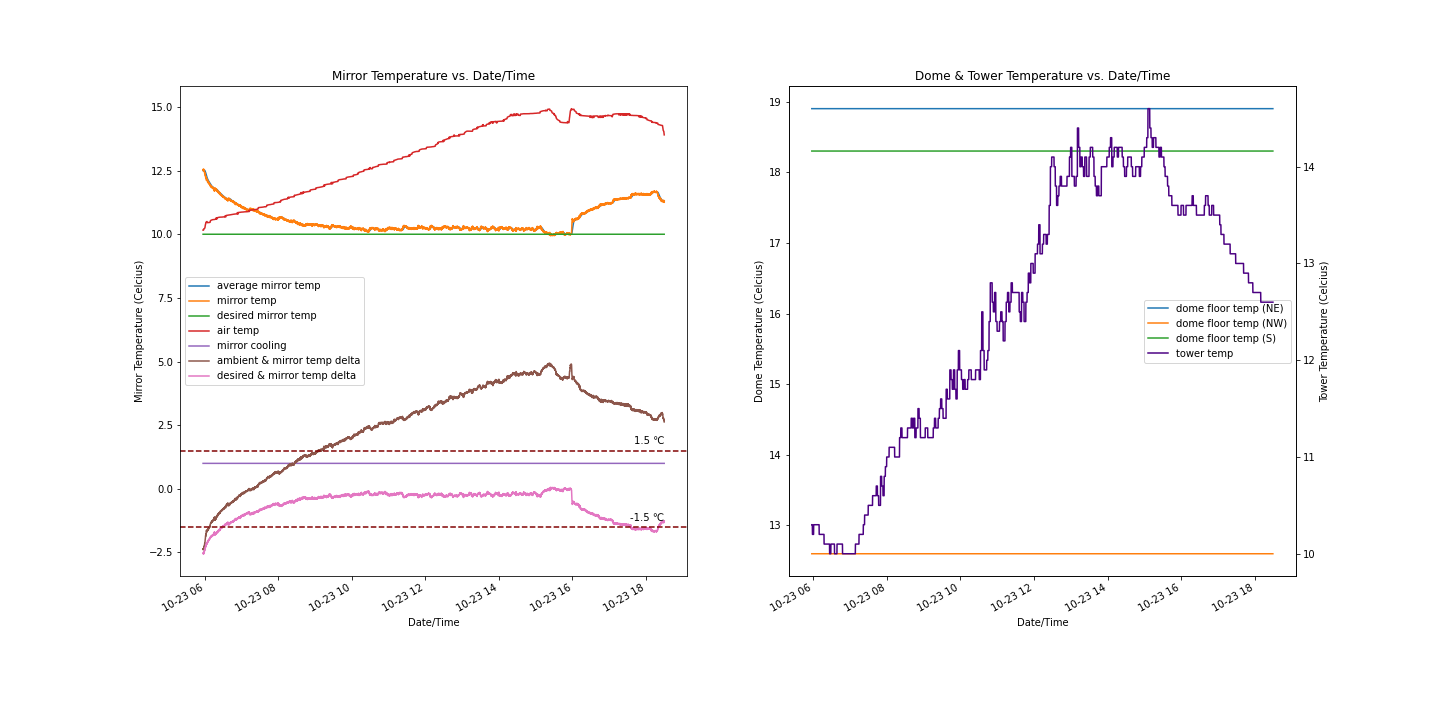 Mirror Temperature vs. Date/Time
15.0
12.5
10.0
7.5
5.0
2.5
0.0
−2.5
Mirror Temperature (Celcius)
average mirror temp
mirror temp
desired mirror temp
air temp
mirror cooling
ambient & mirror temp delta
desired & mirror temp delta
1.5 °C
-1.5 °C
10-23 06
10-23 08
10-23 10
10-23 12
10-23 14
10-23 16
10-23 18
Date/Time
Dome & Tower Temperature vs. Date/Time
19
18
17
16
15
14
13
Dome Temperature (Celcius)
dome floor temp (NE)
dome floor temp (NW)
dome floor temp (S)
tower temp
14
13
12
11
10
Tower Temperature (Celcius)
10-23 06
10-23 08
10-23 10
10-23 12
10-23 14
10-23 16
10-23 18
Date/Time